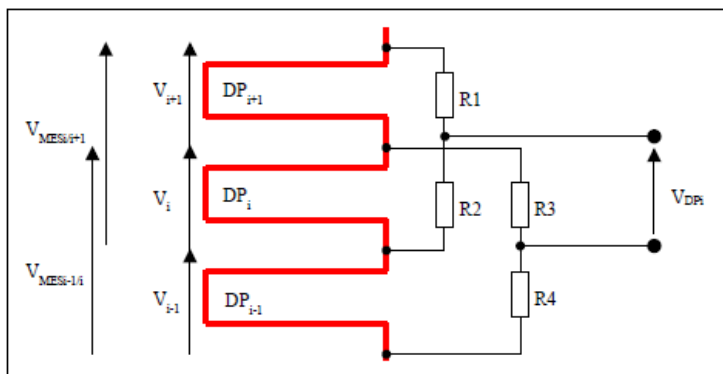 V_i+1
DP_i+1
R1
V_MESi/i+1
V_i
DP_i
R2
R3
V_DPi
V_MESi-1/i
V_i-1
DP_i-1
R4